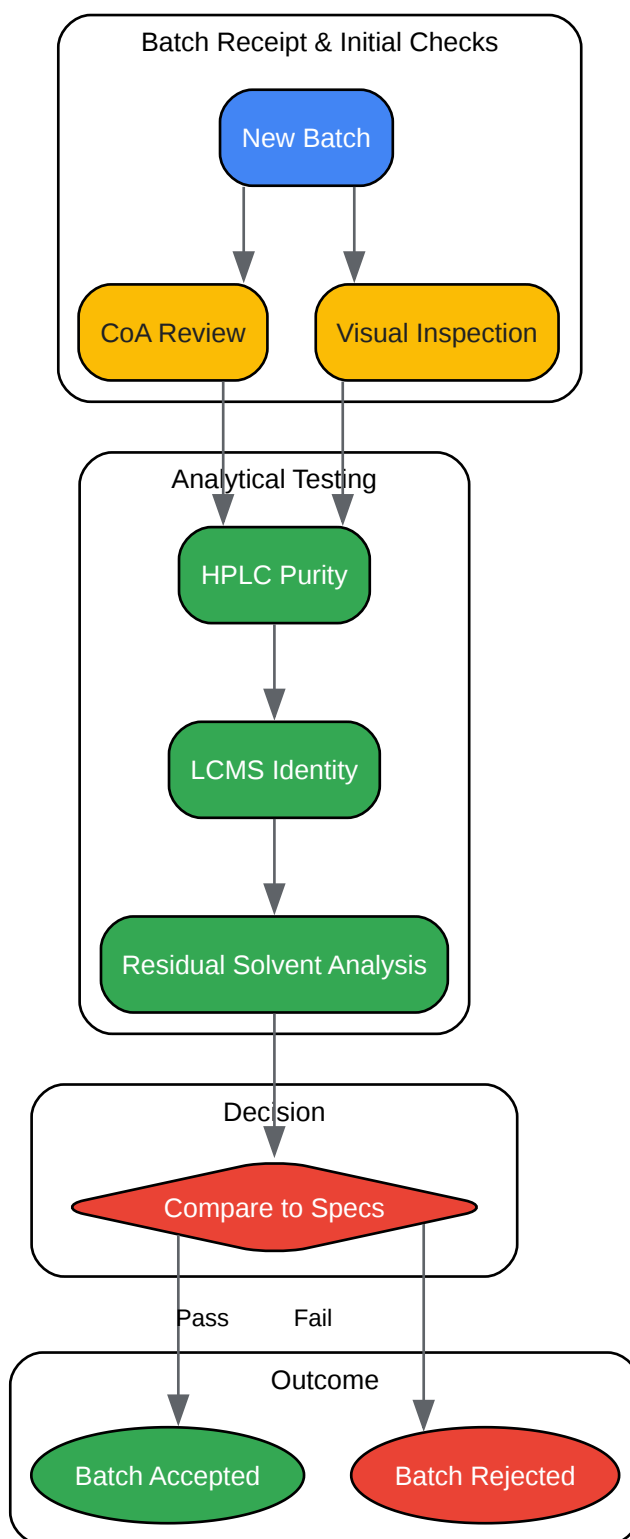 Batch Receipt & Initial Checks
New Batch
CoA Review
Visual Inspection
Analytical Testing
HPLC Purity
LCMS Identity
Residual Solvent Analysis
Decision
Compare to Specs
Pass
Fail
Outcome
Batch Accepted
Batch Rejected